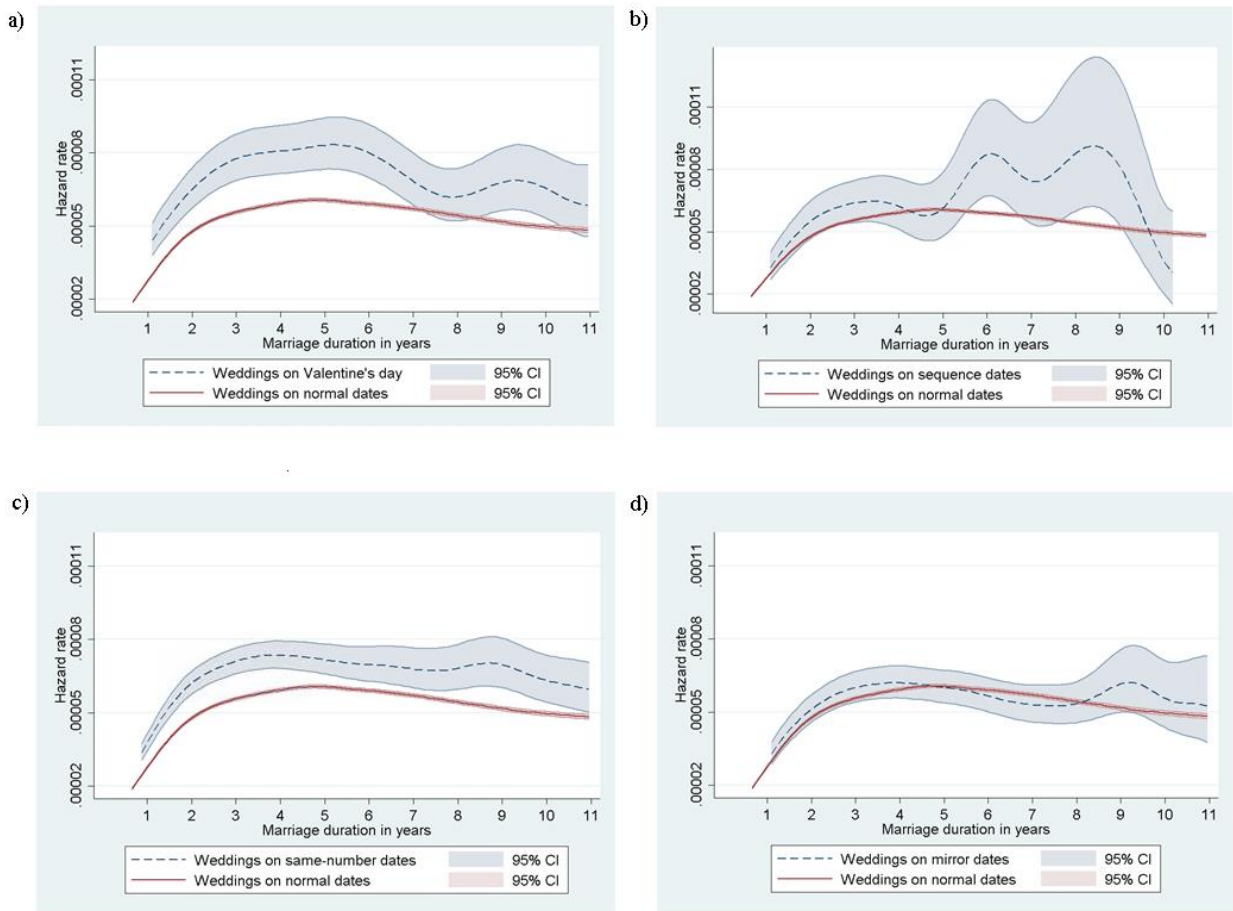 a)
Hazard rate
.00011
.00008
.00005
.00002
1 2 3 4 5 6 7 8 9 10 11
Marriage duration in years
Weddings on Valentine's day 95% CI
Weddings on normal dates 95% CI
b)
Hazard rate
.00011
.00008
.00005
.00002
1 2 3 4 5 6 7 8 9 10 11
Marriage duration in years
Weddings on sequence dates 95% CI
Weddings on normal dates 95% CI
c)
Hazard rate
.00011
.00008
.00005
.00002
1 2 3 4 5 6 7 8 9 10 11
Marriage duration in years
Weddings on same-number dates 95% CI
Weddings on normal dates 95% CI
d)
Hazard rate
.00011
.00008
.00005
.00002
1 2 3 4 5 6 7 8 9 10 11
Marriage duration in years
Weddings on mirror dates 95% CI
Weddings on normal dates 95% CI